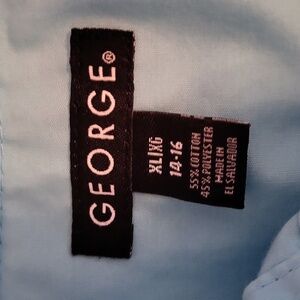 GEORGE®
XL/XG
14-16
55% COTTON
45% POLYESTER
MADE IN
EL SALVADOR